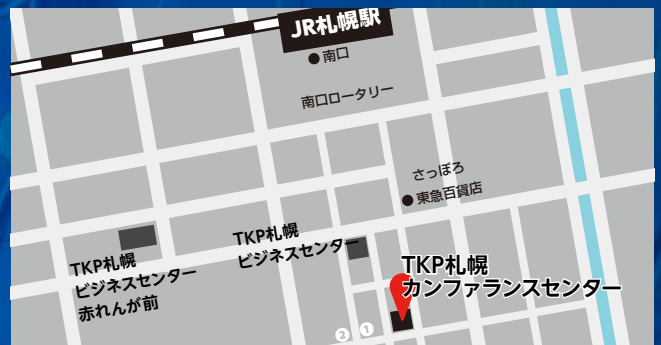 JR札幌駅
南口
南口ロータリー
さっぽろ
東急百貨店
TKP札幌
ビジネスセンター
TKP札幌
ビジネスセンター
赤れんが前
TKP札幌
カンファランスセンター
2 1